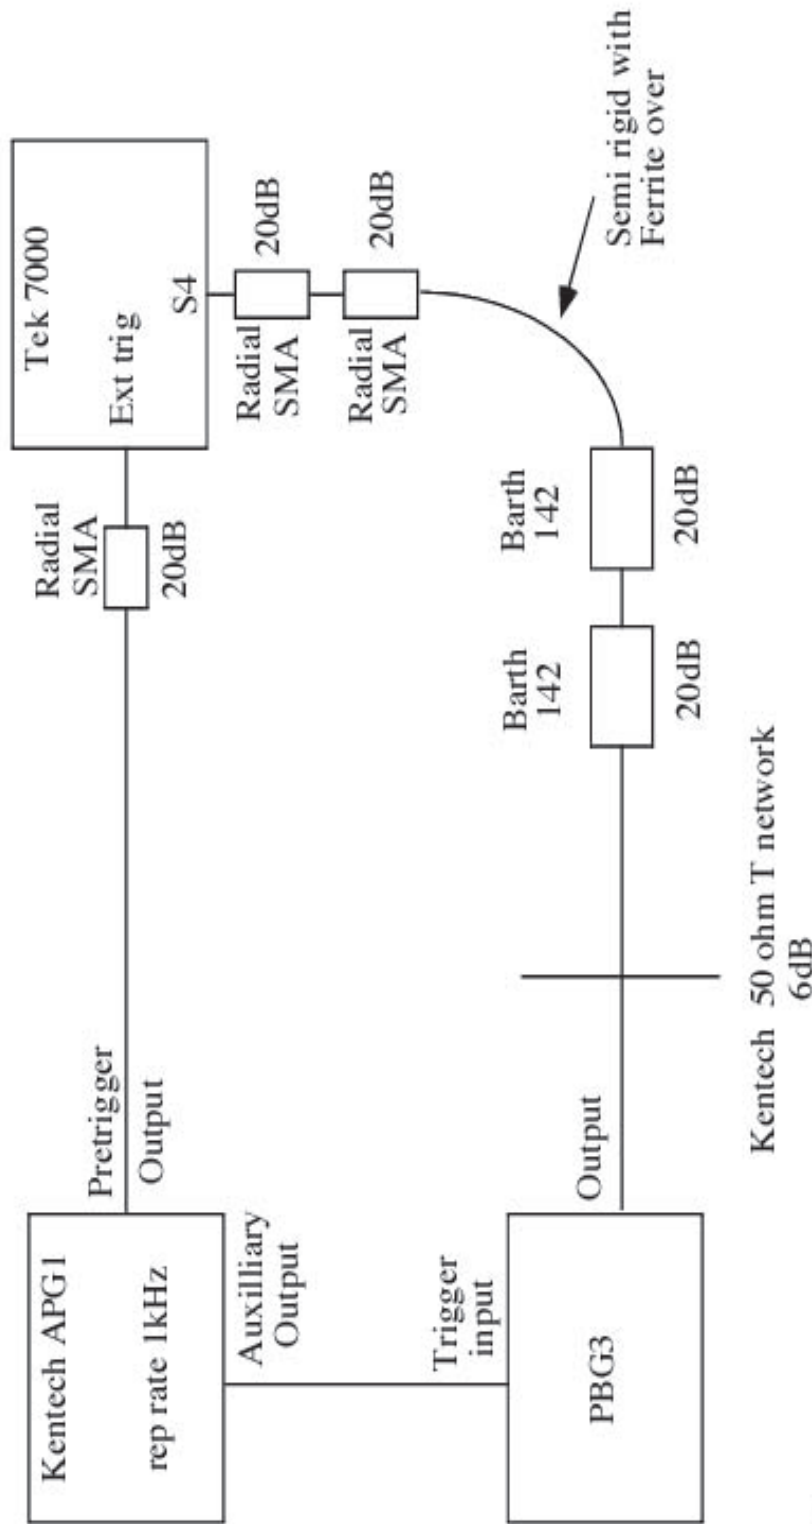 Kentech APG1
rep rate 1kHz
Pretrigger
Output
Radial
SMA
20dB
Tek 7000
Ext trig
S4
Auxilliary
Output
Radial
SMA
20dB
Radial
SMA
20dB
Semi rigid with
Ferrite over
Trigger
input
PBG3
Output
Barth
142
20dB
Barth
142
20dB
Kentech 50 ohm T network
6dB